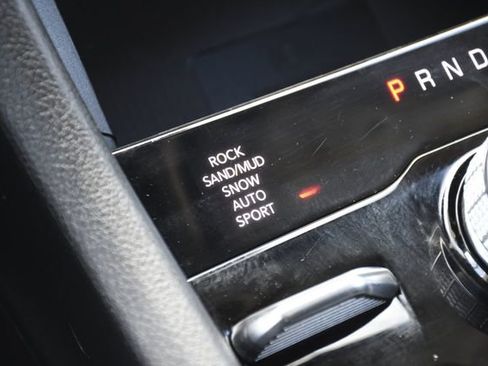 P R N D
ROCK
SAND/MUD
SNOW
AUTO
SPORT